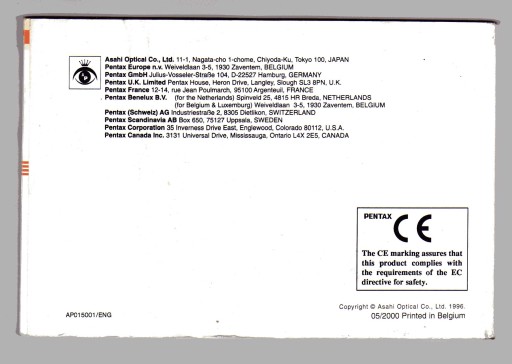 Asahi Optical Co., Ltd. 11-1, Nagata-cho 1-chome, Chiyoda-Ku, Tokyo 100, JAPAN
Pentax Europe n.v. Weiveldlaan 3-5, 1930 Zaventem, BELGIUM
Pentax GmbH Julius-Vosseler-Straße 104, D-22527 Hamburg, GERMANY
Pentax U.K. Limited Pentax House, Heron Drive, Langley, Slough SL3 8PN, U.K.
Pentax France 12-14, rue Jean Poulmarch, 95100 Argenteuil, FRANCE
Pentax Benelux B.V. (for the Netherlands) Spinveld 25, 4815 HR Breda, NETHERLANDS
(for Belgium & Luxemburg) Weiveldlaan 3-5, 1930 Zaventem, BELGIUM
Pentax (Schweiz) AG Industriestraße 2, 8305 Dietlikon, SWITZERLAND
Pentax Scandinavia AB Box 650, 75127 Uppsala, SWEDEN
Pentax Corporation 35 Inverness Drive East, Englewood, Colorado 80112, U.S.A.
Pentax Canada Inc. 3131 Universal Drive, Mississauga, Ontario L4X 2E5, CANADA
PENTAX CE
The CE marking assures that
this product complies with
the requirements of the EC
directive for safety.
Copyright © Asahi Optical Co., Ltd. 1996.
AP015001/ENG 05/2000 Printed in Belgium